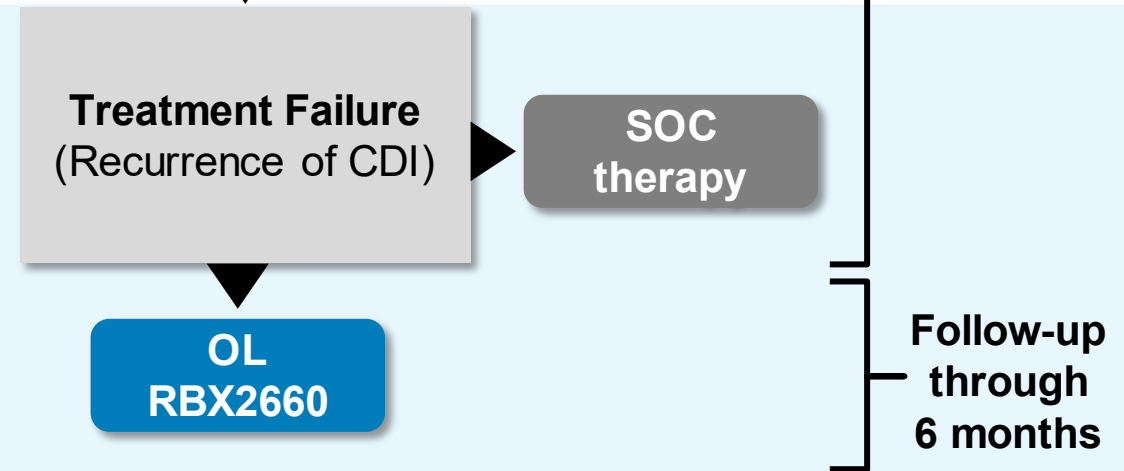 Treatment Failure
(Recurrence of CDI)
SOC
therapy
OL
RBX2660
Follow-up
through
6 months